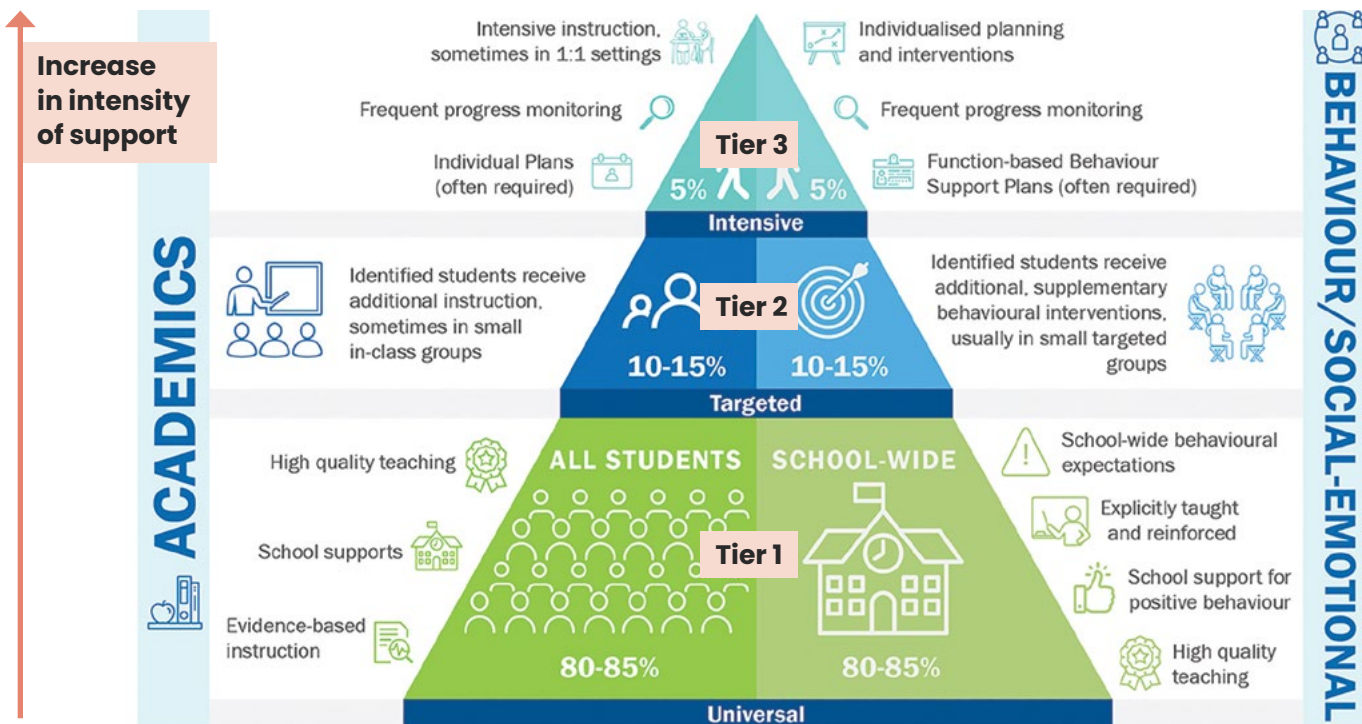 Increase
in intensity
of support
ACADEMICS
BEHAVIOUR/SOCIAL-EMOTIONAL
Intensive instruction,
sometimes in 1:1 settings
Frequent progress monitoring
Individual Plans
(often required)
Tier 3
5%
5%
Individualised planning
and interventions
Frequent progress monitoring
Function-based Behaviour
Support Plans (often required)
Intensive
Identified students receive
additional instruction,
sometimes in small
in-class groups
Tier 2
10-15%
10-15%
Identified students receive
additional, supplementary
behavioural interventions,
usually in small targeted
groups
Targeted
High quality teaching
School supports
Evidence-based
instruction
ALL STUDENTS
SCHOOL-WIDE
Tier 1
80-85%
80-85%
School-wide behavioural
expectations
Explicitly taught
and reinforced
School support for
positive behaviour
High quality
teaching
Universal